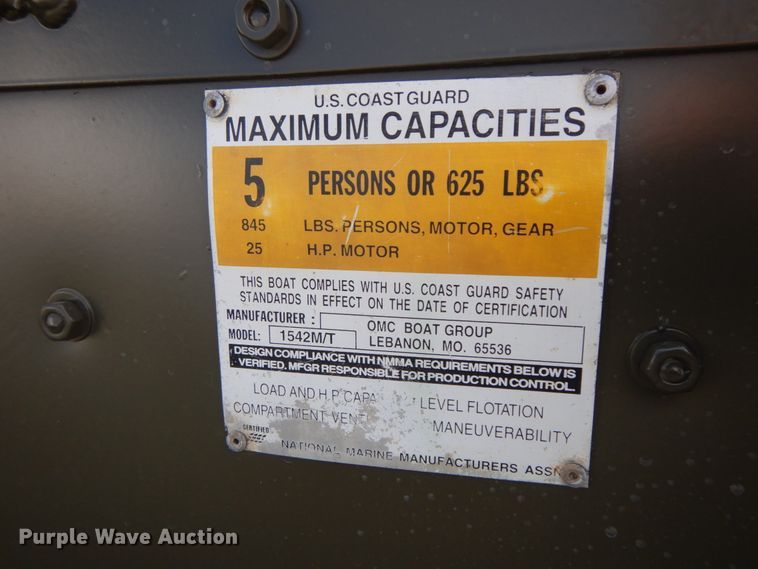 U.S. COAST GUARD
MAXIMUM CAPACITIES
5 PERSONS OR 625 LBS
845 LBS. PERSONS, MOTOR, GEAR
25 H.P. MOTOR
THIS BOAT COMPLIES WITH U.S. COAST GUARD SAFETY
STANDARDS IN EFFECT ON THE DATE OF CERTIFICATION
MANUFACTURER: OMC BOAT GROUP
MODEL: 1542M/T LEBANON, MO. 65536
DESIGN COMPLIANCE WITH NMMA REQUIREMENTS BELOW IS
VERIFIED. MFGR RESPONSIBLE FOR PRODUCTION CONTROL.
LOAD AND H.P. LEVEL FLOTATION
COMPARTMENT MANEUVERABILITY
CERTIFIED
NATIONAL MARINE MANUFACTURERS ASSN
Purple Wave Auction